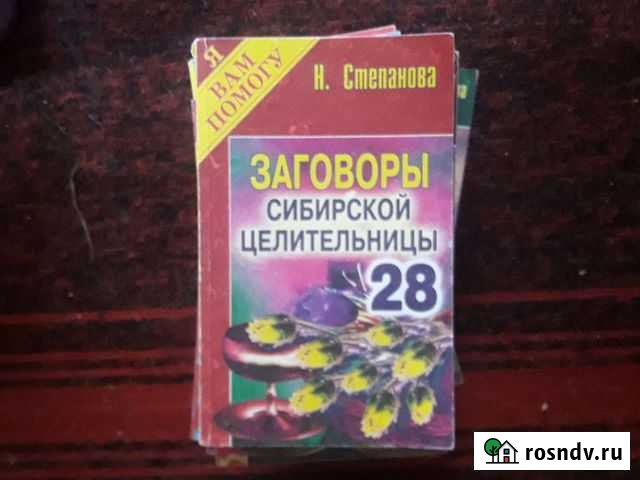 Я
ВАМ
ПОМОГУ
Н. Степанова
ЗАГОВОРЫ
СИБИРСКОЙ
ЦЕЛИТЕЛЬНИЦЫ
28
rosndv.ru